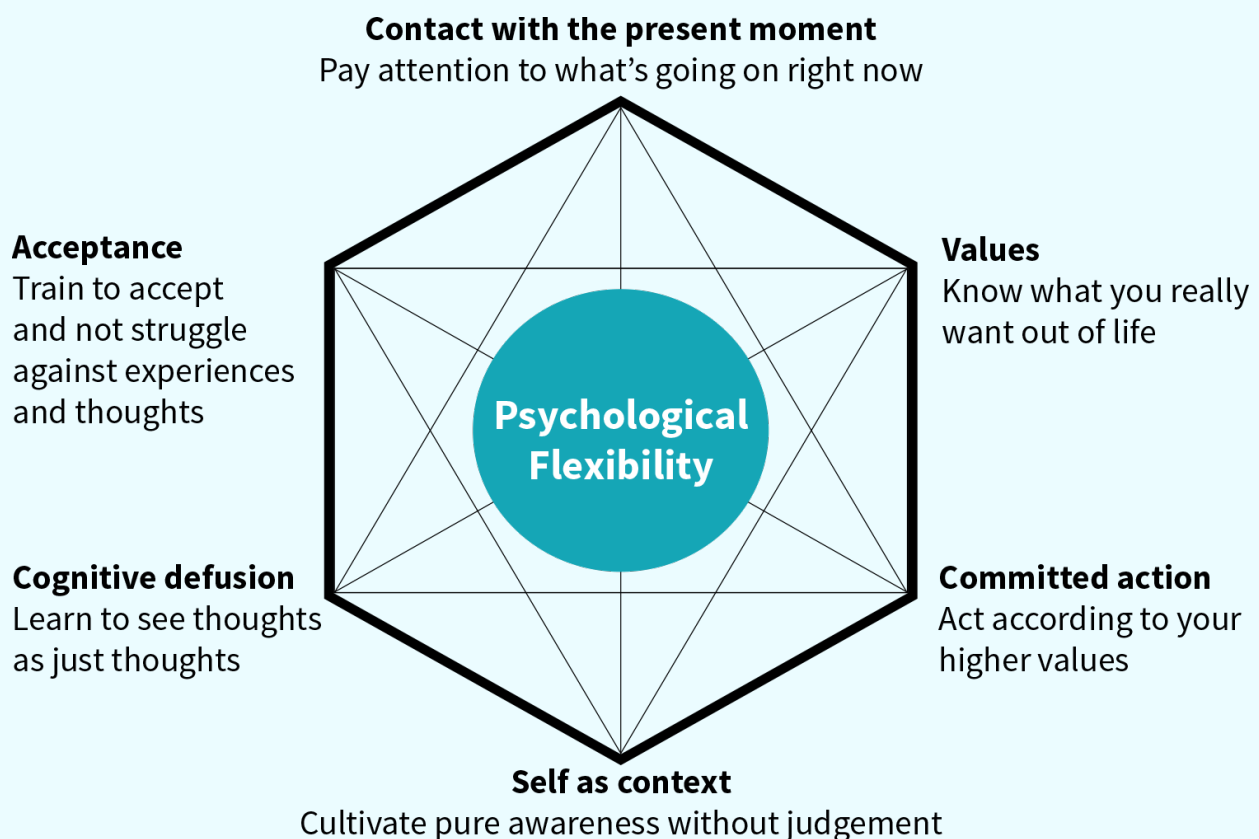 Contact with the present moment
Pay attention to what’s going on right now
Acceptance
Train to accept
and not struggle
against experiences
and thoughts
Values
Know what you really
want out of life
Psychological
Flexibility
Cognitive defusion
Learn to see thoughts
as just thoughts
Committed action
Act according to your
higher values
Self as context
Cultivate pure awareness without judgement